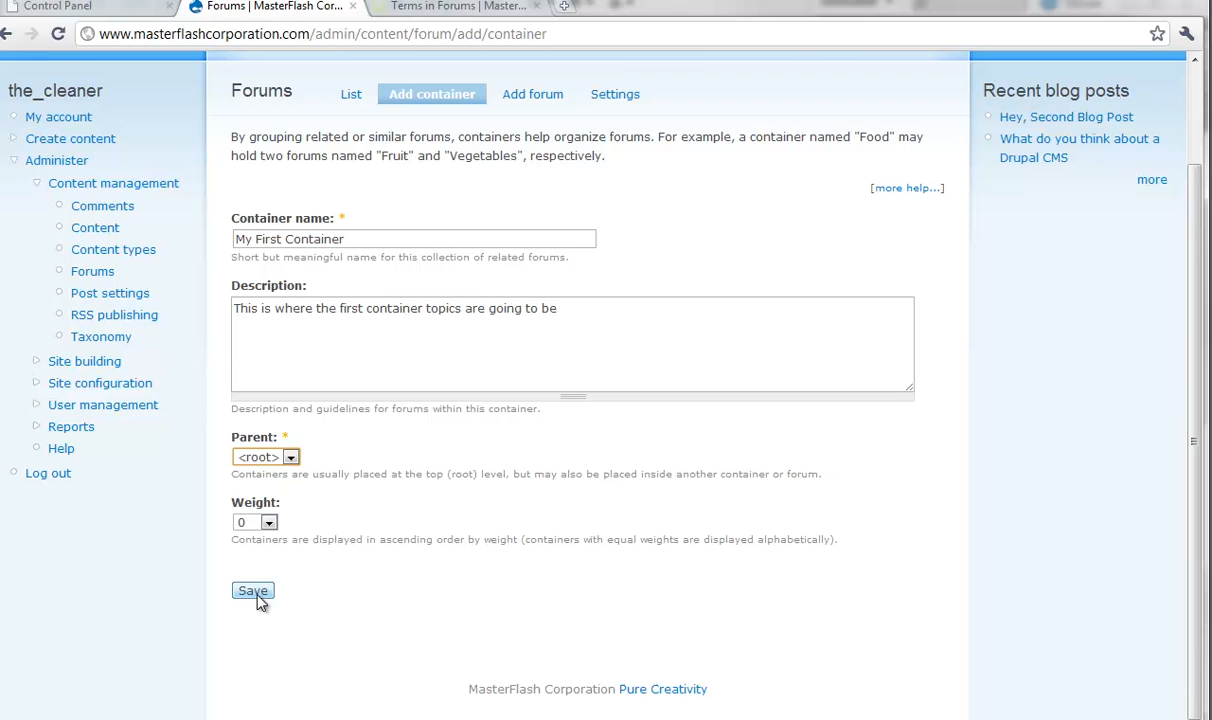 Control Panel
Forums | MasterFlash Cor...
Terms in Forums | Master...
www.masterflashcorporation.com/admin/content/forum/add/container
the_cleaner
My account
Create content
Administer
Content management
Comments
Content
Content types
Forums
Post settings
RSS publishing
Taxonomy
Site building
Site configuration
User management
Reports
Help
Log out
Forums
List
Add container
Add forum
Settings
By grouping related or similar forums, containers help organize forums. For example, a container named "Food" may
hold two forums named "Fruit" and "Vegetables", respectively.
[more help...]
Container name: *
My First Container
Short but meaningful name for this collection of related forums.
Description:
This is where the first container topics are going to be
Description and guidelines for forums within this container.
Parent: *
<root>
Containers are usually placed at the top (root) level, but may also be placed inside another container or forum.
Weight:
0
Containers are displayed in ascending order by weight (containers with equal weights are displayed alphabetically).
Save
MasterFlash Corporation Pure Creativity
Recent blog posts
Hey, Second Blog Post
What do you think about a
Drupal CMS
more